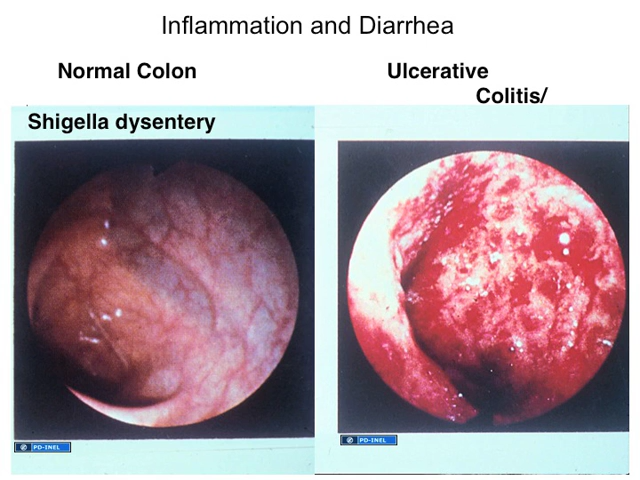 Inflammation and Diarrhea
Normal Colon
Ulcerative
Colitis/
Shigella dysentery
PD-INEL
PD-INEL